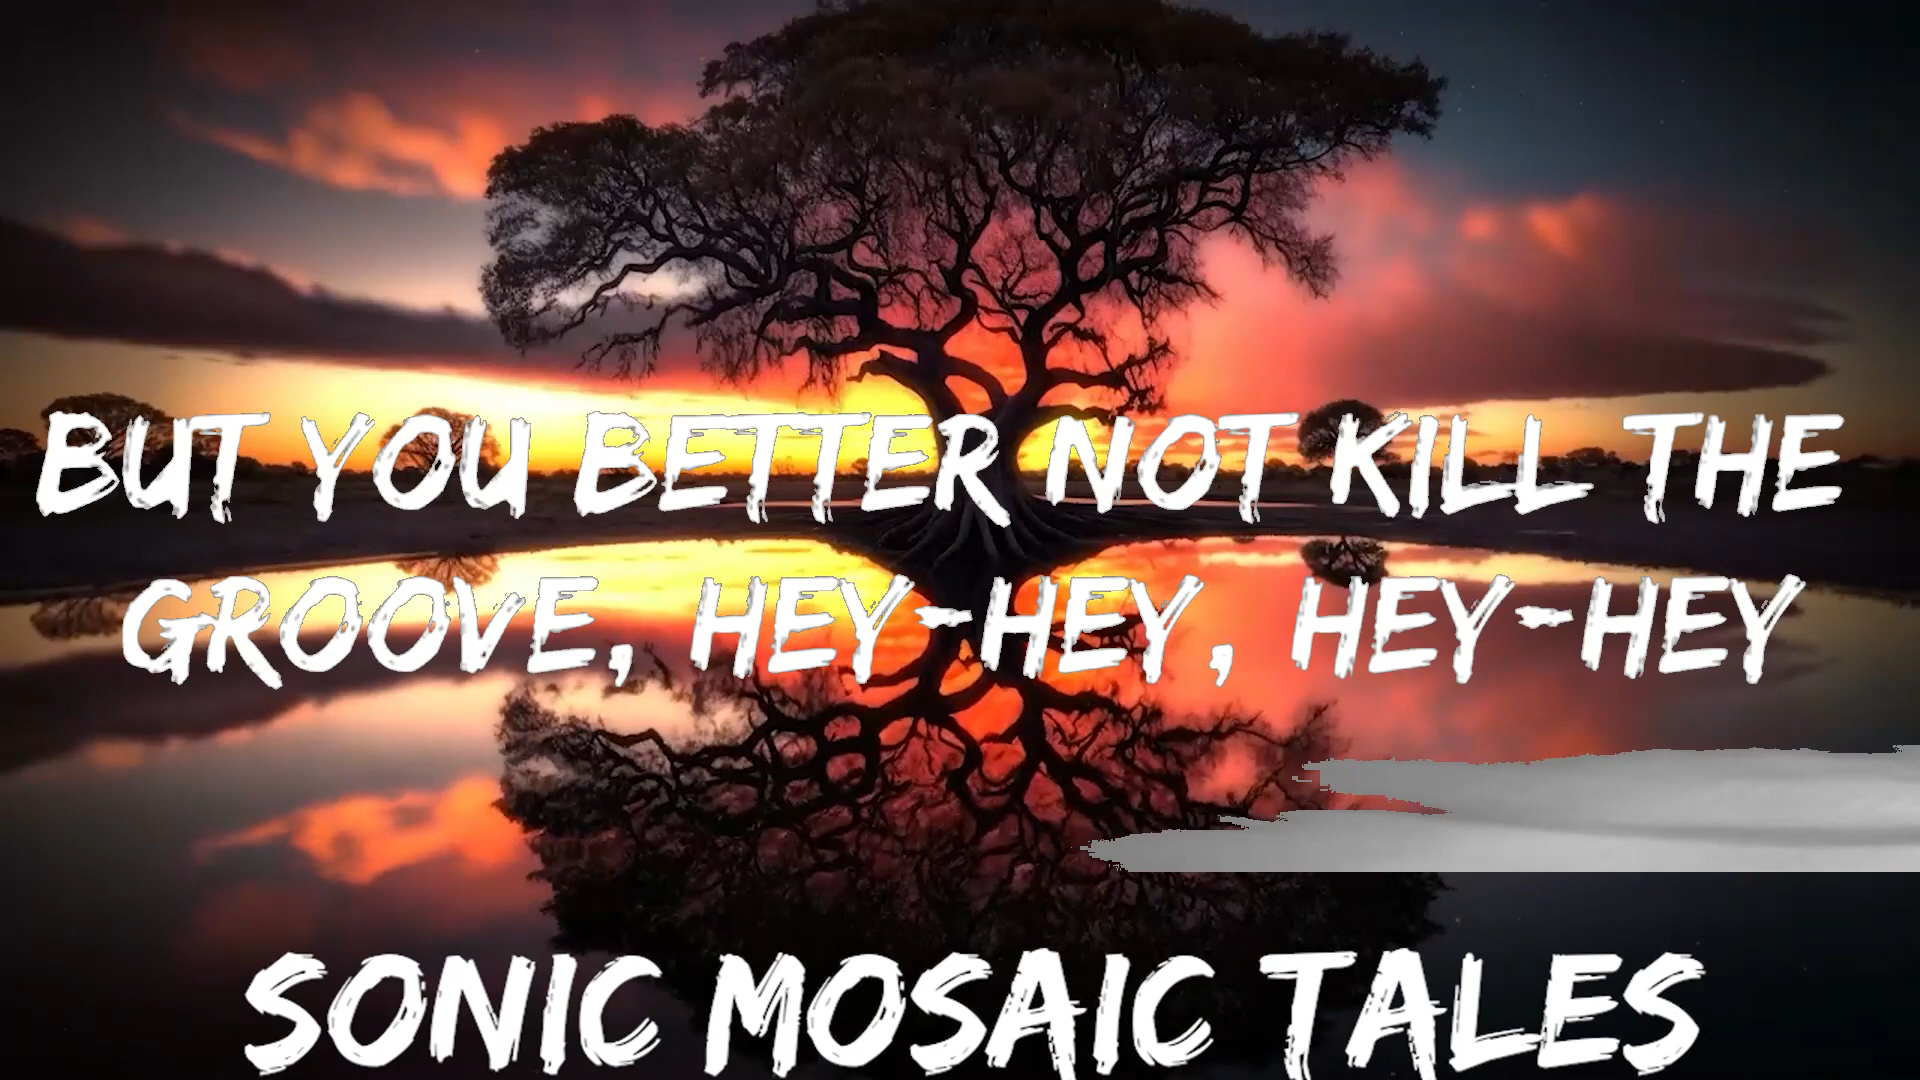 BUT YOU BETTER NOT KILL THE
GROOVE, HEY-HEY, HEY-HEY
SONIC MOSAIC TALES